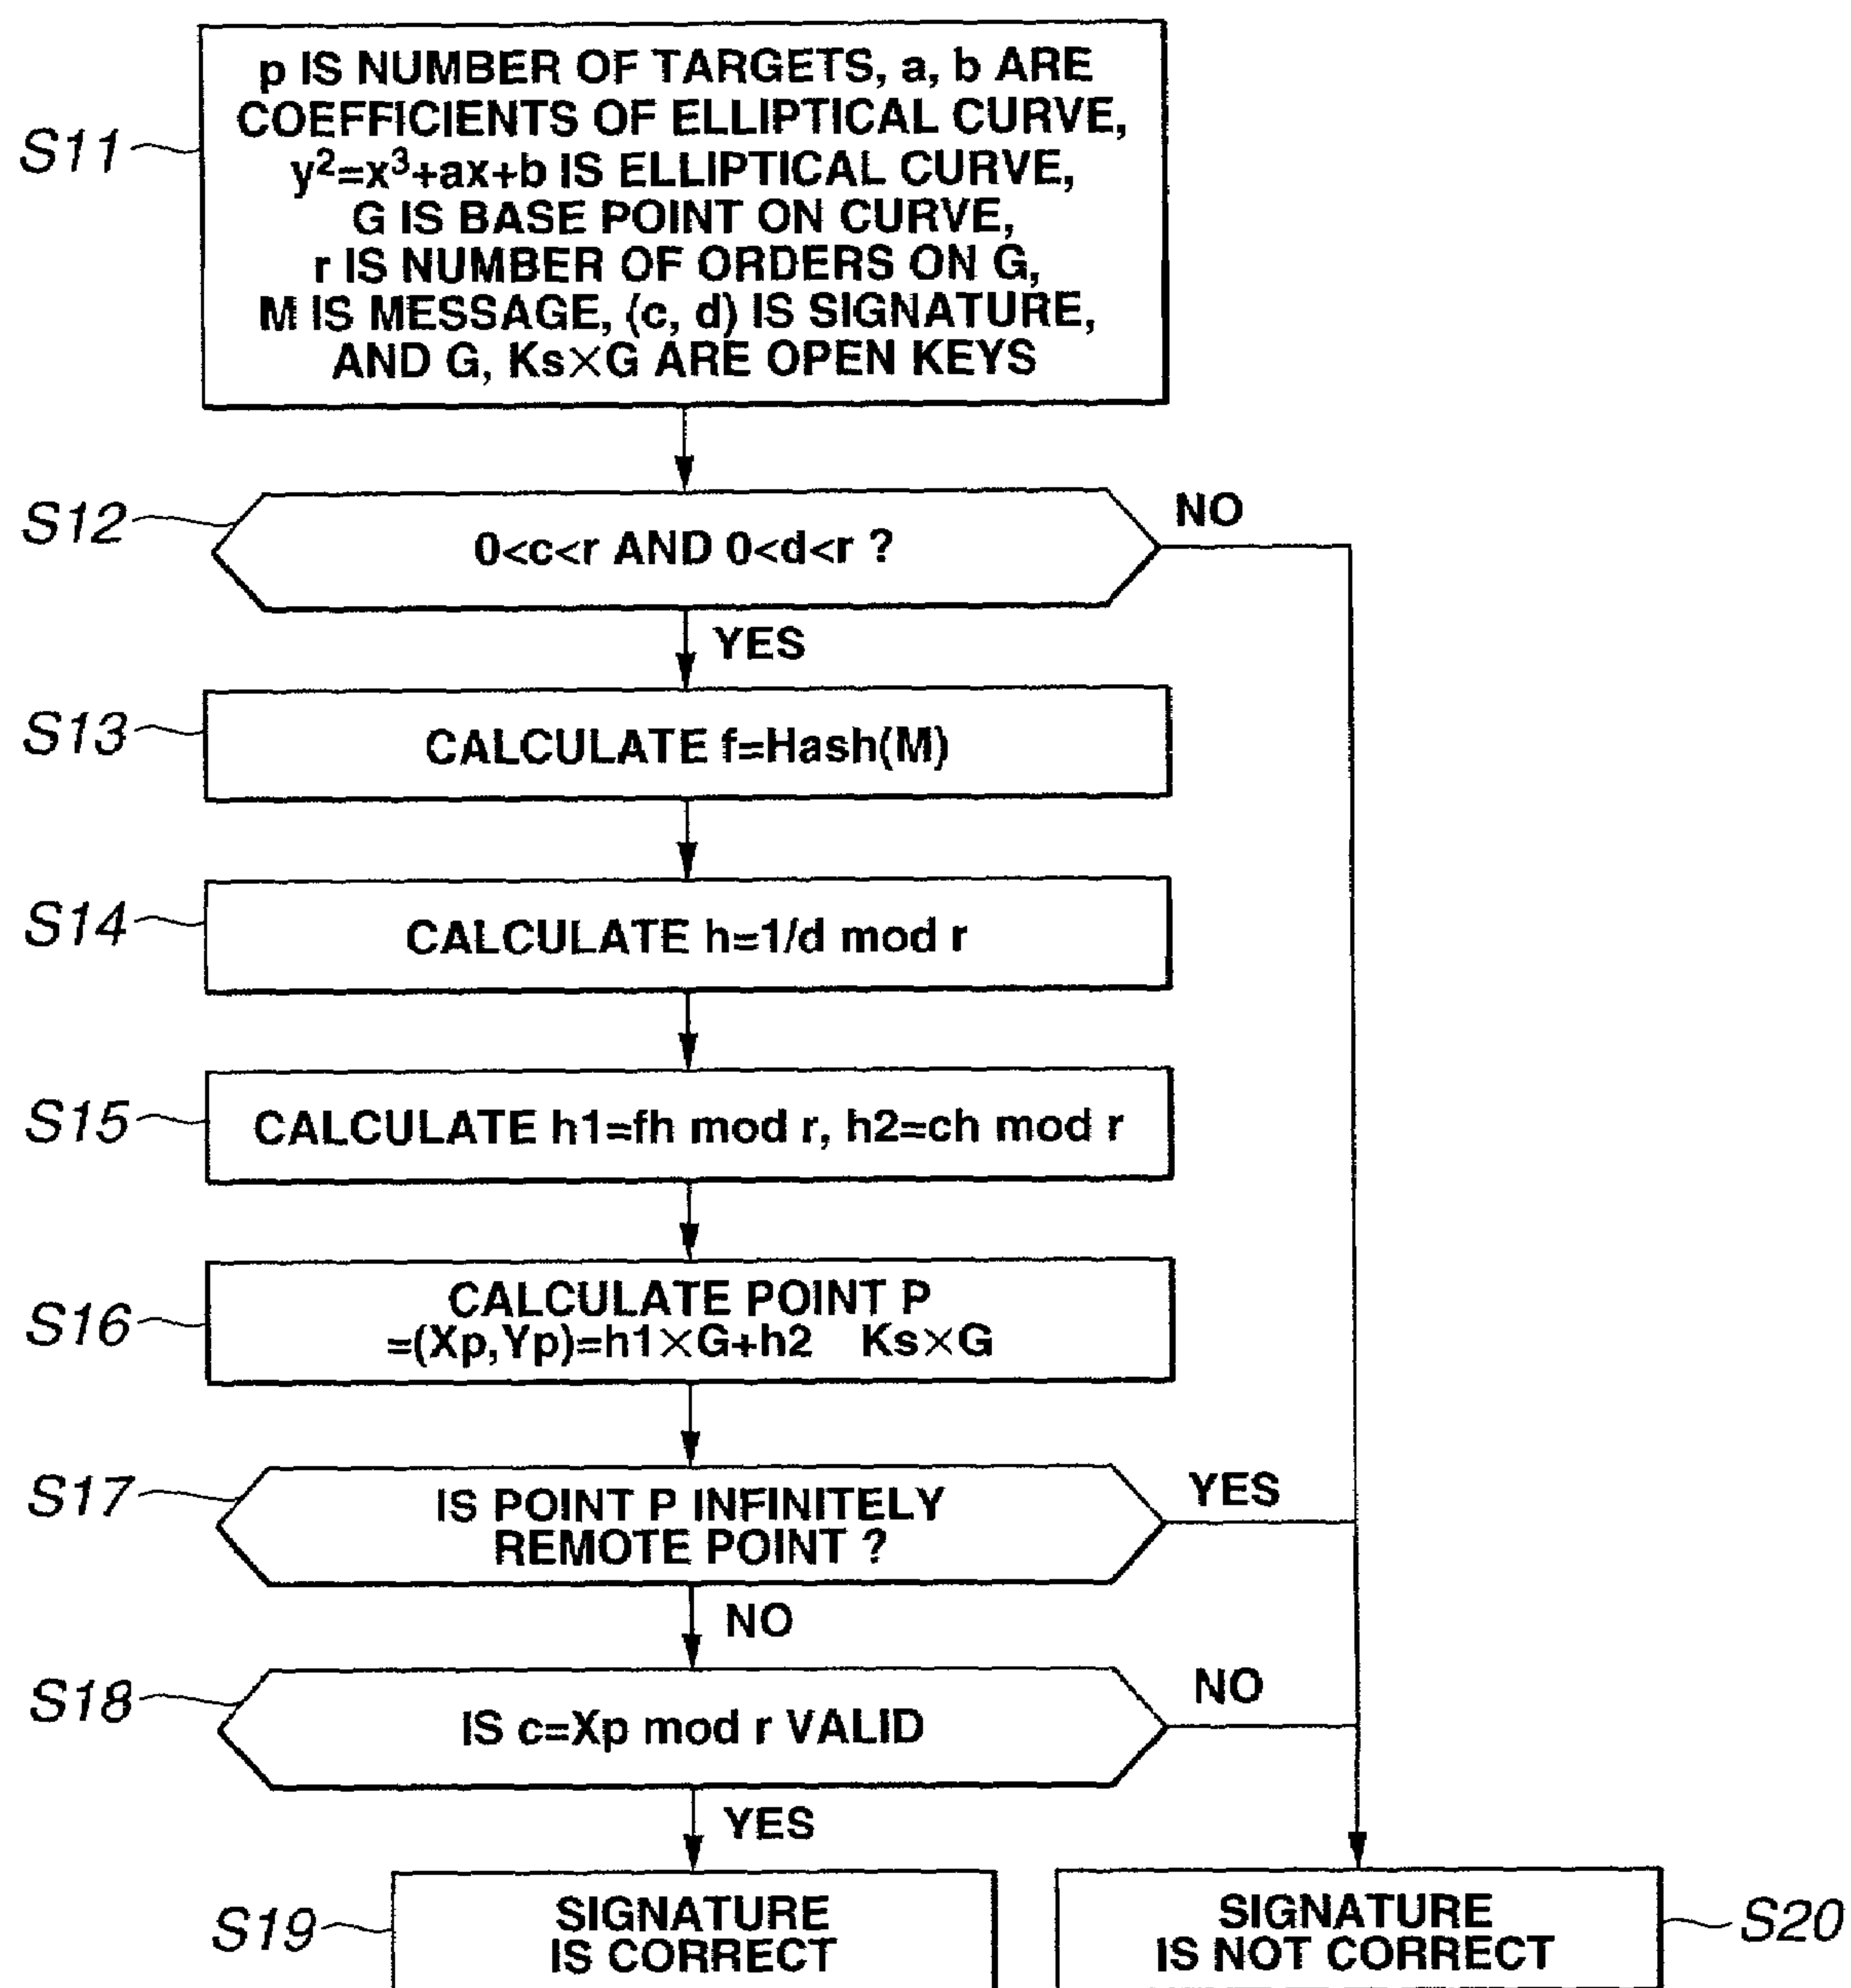 p IS NUMBER OF TARGETS, a, b ARE
COEFFICIENTS OF ELLIPTICAL CURVE,
y²=x³+ax+b IS ELLIPTICAL CURVE,
G IS BASE POINT ON CURVE,
r IS NUMBER OF ORDERS ON G,
M IS MESSAGE, (c, d) IS SIGNATURE,
AND G, Ks×G ARE OPEN KEYS
S11
S12
0<c<r AND 0<d<r ?
NO
YES
S13
CALCULATE f=Hash(M)
S14
CALCULATE h=1/d mod r
S15
CALCULATE h1=fh mod r, h2=ch mod r
S16
CALCULATE POINT P
=(Xp,Yp)=h1×G+h2 Ks×G
S17
IS POINT P INFINITELY
REMOTE POINT ?
YES
NO
S18
IS c=Xp mod r VALID
NO
YES
S19
SIGNATURE
IS CORRECT
SIGNATURE
IS NOT CORRECT
S20